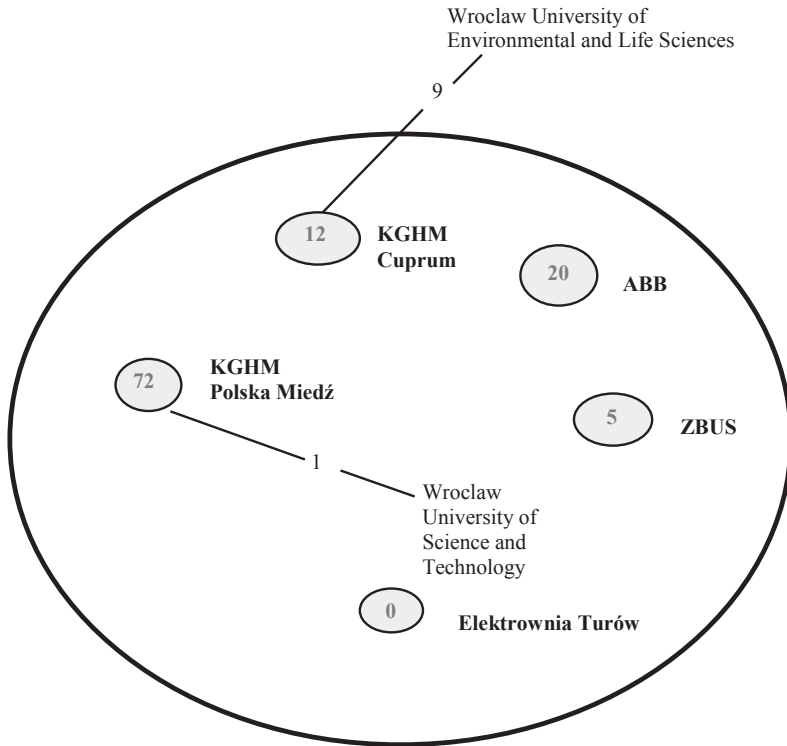 Wroclaw University of
Environmental and Life Sciences
9
12
KGHM
Cuprum
20
ABB
72
KGHM
Polska Miedź
5
ZBUS
1
Wroclaw
University of
Science and
Technology
0
Elektrownia Turów